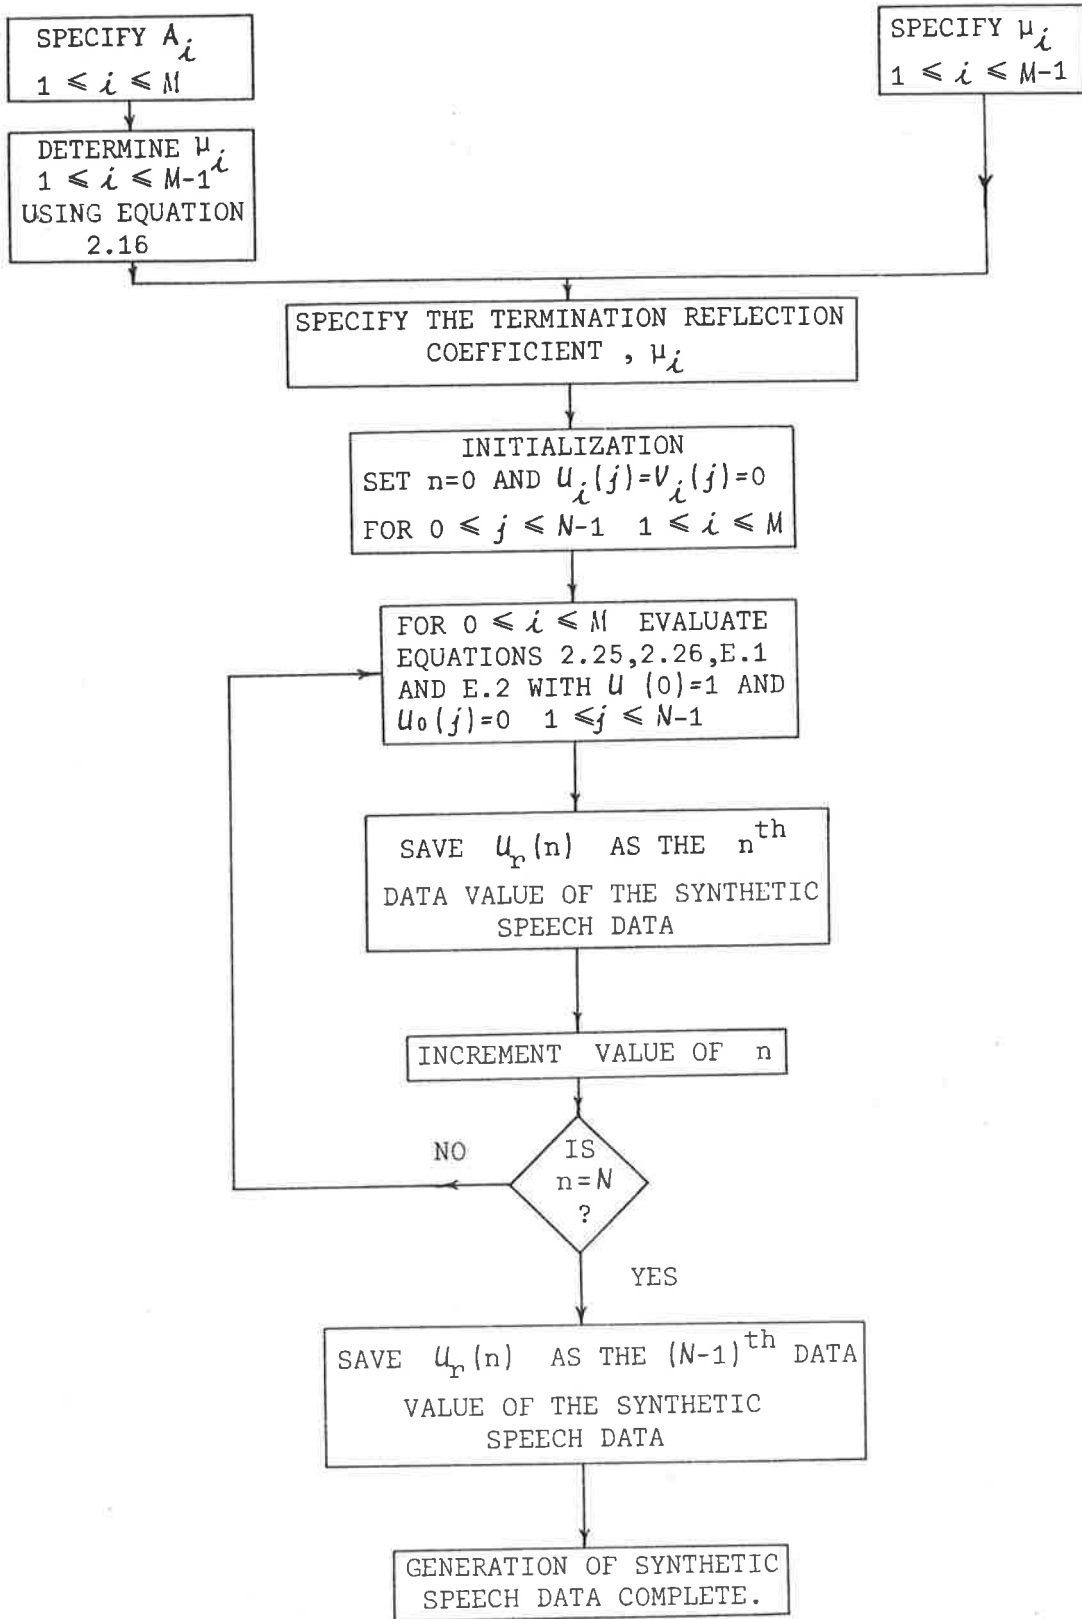 SPECIFY A_i
1 ≤ i ≤ M
DETERMINE μ_i
1 ≤ i ≤ M-1
USING EQUATION
2.16
SPECIFY μ_i
1 ≤ i ≤ M-1
SPECIFY THE TERMINATION REFLECTION
COEFFICIENT , μ_i
INITIALIZATION
SET n=0 AND U_i(j)=V_i(j)=0
FOR 0 ≤ j ≤ N-1 1 ≤ i ≤ M
FOR 0 ≤ i ≤ M EVALUATE
EQUATIONS 2.25,2.26,E.1
AND E.2 WITH U (0)=1 AND
U₀(j)=0 1 ≤j ≤ N-1
SAVE U_r(n) AS THE n^th
DATA VALUE OF THE SYNTHETIC
SPEECH DATA
INCREMENT VALUE OF n
IS
n=N
?
NO
YES
SAVE U_r(n) AS THE (N-1)^th DATA
VALUE OF THE SYNTHETIC
SPEECH DATA
GENERATION OF SYNTHETIC
SPEECH DATA COMPLETE.